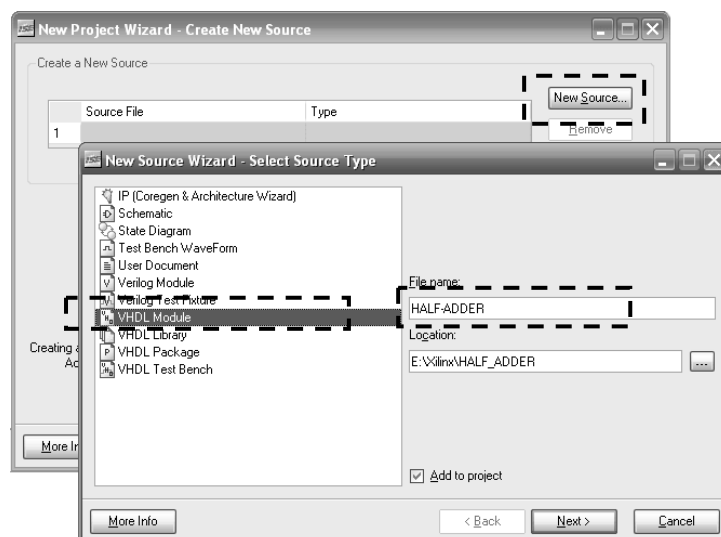 New Project Wizard - Create New Source
Create a New Source
Source File Type
New Source...
Remove
1
New Source Wizard - Select Source Type
IP (Coregen & Architecture Wizard)
Schematic
State Diagram
Test Bench WaveForm
User Document
Verilog Module
Verilog Test Fixture
VHDL Module
VHDL Library
VHDL Package
VHDL Test Bench
File name:
HALF-ADDER
Location:
E:\Xilinx\HALF_ADDER
...
Add to project
Creating
More In
More Info
< Back
Next >
Cancel